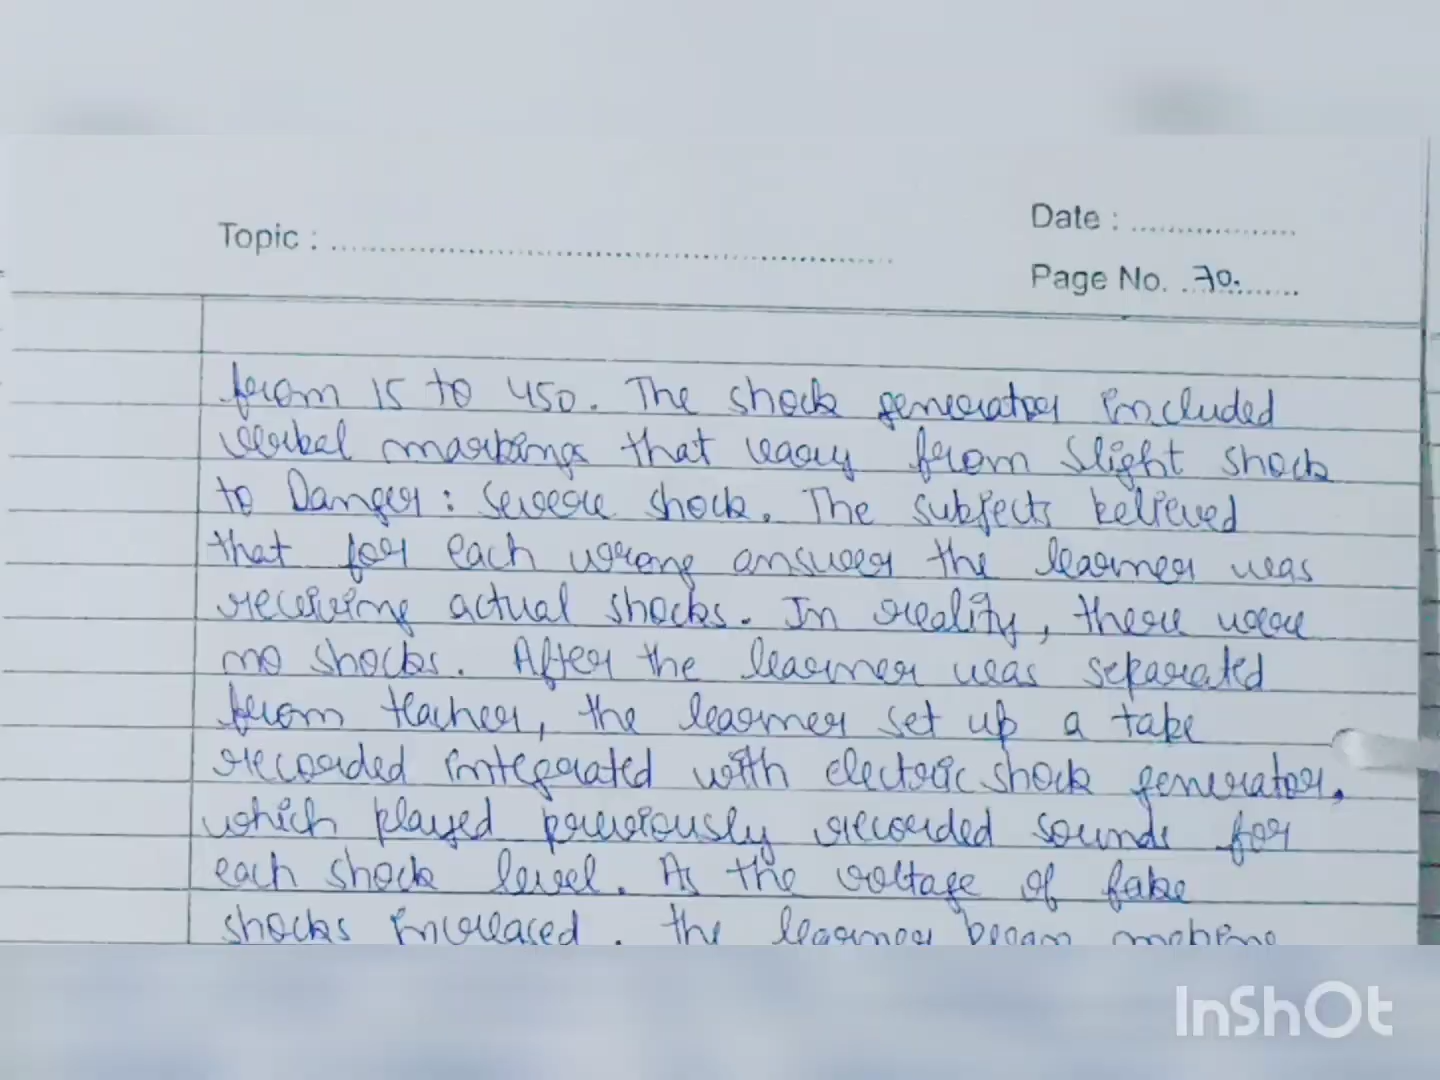 Topic :
Date :
Page No. 70.
from 15 to 450. The shock generator included
verbal markings that vary from slight shock
to Danger : severe shock. The subjects believed
that for each wrong answer the learner was
receiving actual shocks. In reality, there were
no shocks. After the learner was separated
from teacher, the learner set up a tape
recorded integrated with electric shock generator,
which played previously recorded sounds for
each shock level. As the voltage of fake
shocks increased, the learner began making
InShOt